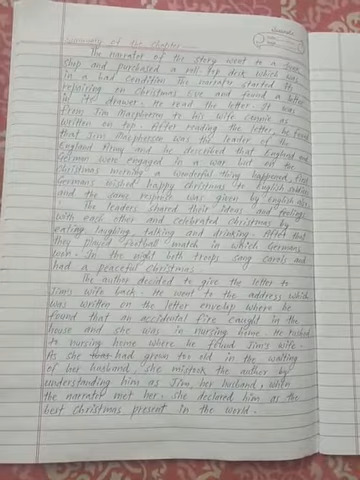 Summary of the Chapter
The narrator of the story went to a junk
shop and purchased a roll-top desk which was
in a bad condition. The narrator started its
repairing on Christmas Eve and found a letter
in its drawer. He read the letter. It was
from Jim Macpherson to his wife Connie as
written on top. After reading the letter, he found
that Jim Macpherson was the leader of the
England Army and he described that England and
German were engaged in a war but on the
Christmas morning a wonderful thing happened, first
Germans wished happy christmas to English soldiers
and the same response was given by english also.
The leaders shared their ideas and feelings
with each other and celebrated Christmas by
eating, laughing, talking and drinking. After that
they played football match in which Germans
won. In the night both troops sang carols and
had a peaceful christmas.
The author decided to give the letter to
Jim's wife back. He went to the address which
was written on the letter envelop where he
found that an accidental fire caught in the
house and she was in nursing home. He rushed
to nursing home where he found Jim's wife.
As she had grown too old in the waiting
of her hasband, she mistook the author by
understanding him as Jim, her husband, when
the narrator met her. She declared him as the
best Christmas present in the world.